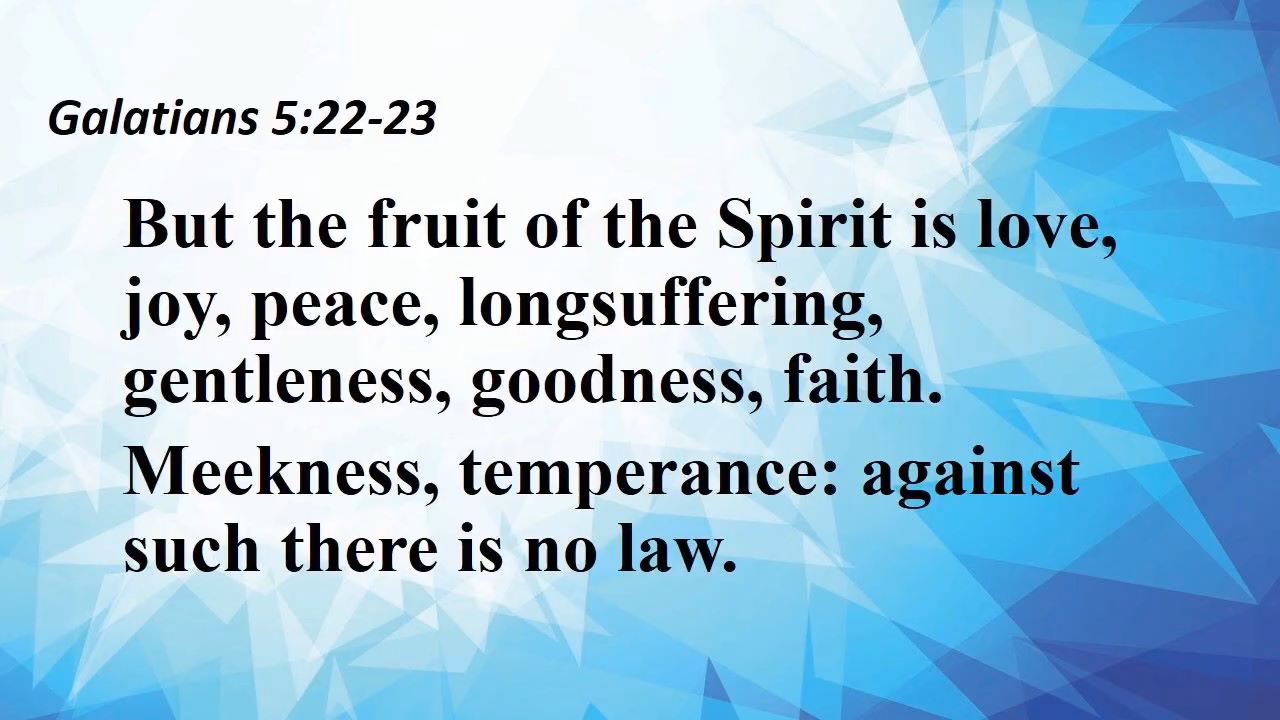 Galatians 5:22-23
But the fruit of the Spirit is love,
joy, peace, longsuffering,
gentleness, goodness, faith.
Meekness, temperance: against
such there is no law.